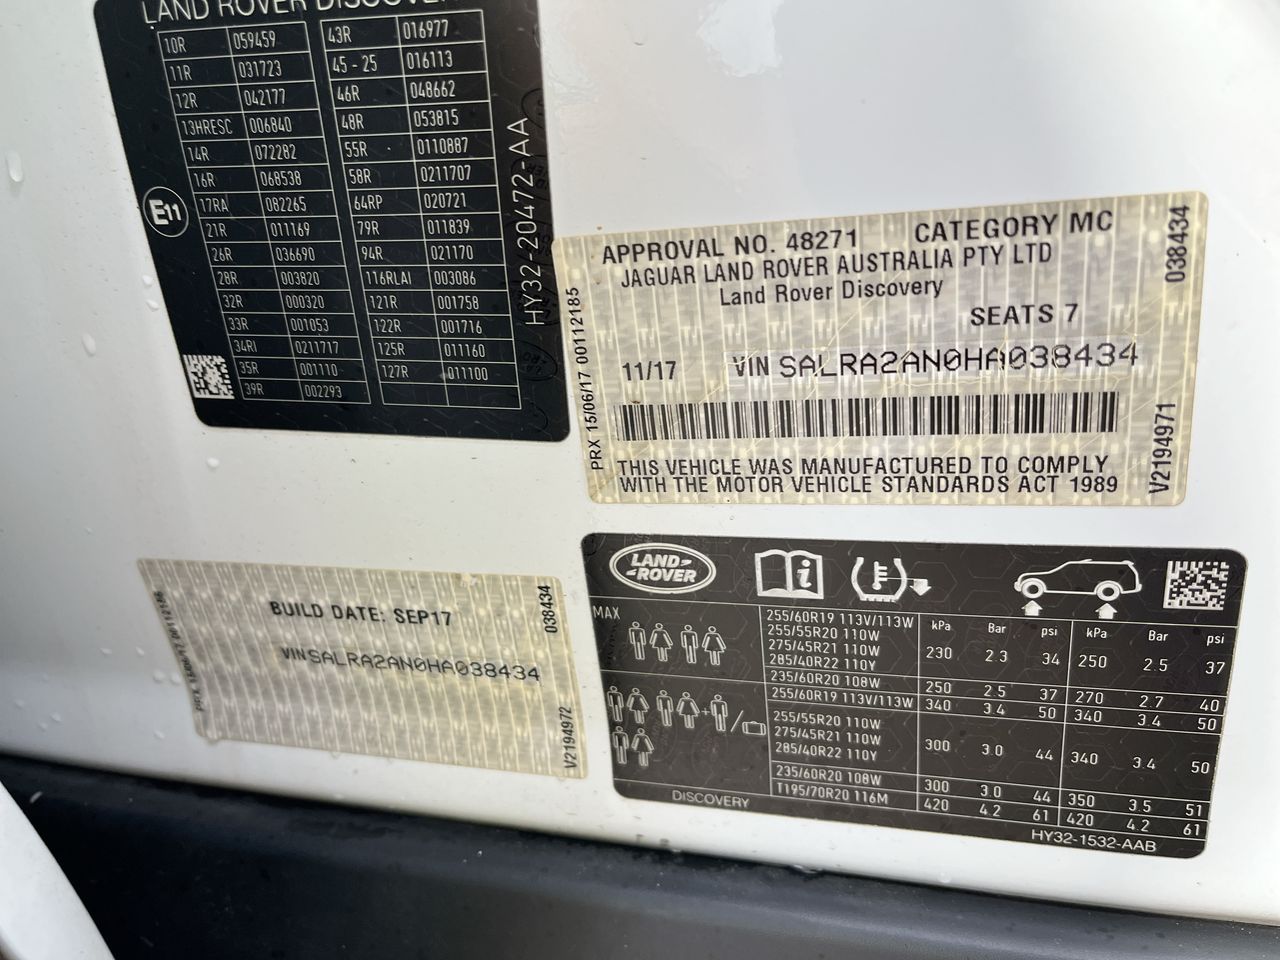 LAND ROVER DISCOVER
10R 059459 43R 016977
11R 031723 45 - 25 016113
12R 042177 46R 048662
13HRESC 006840 48R 053815
14R 072282 55R 0110887
16R 068538 58R 0211707
17RA 082265 64RP 020721
21R 011169 79R 011839
26R 036690 94R 021170
28R 003820 116RLAI 003086
32R 000320 121R 001758
33R 001053 122R 001716
34RI 0211717 125R 011160
35R 001110 127R 011100
39R 002293
E11
HY32-20472-AA
APPROVAL NO. 48271 CATEGORY MC
JAGUAR LAND ROVER AUSTRALIA PTY LTD
Land Rover Discovery
SEATS 7
11/17 VIN SALRA2AN0HA038434
THIS VEHICLE WAS MANUFACTURED TO COMPLY
WITH THE MOTOR VEHICLE STANDARDS ACT 1989
PRX 15/06/17 00112185
038434
V2194971
BUILD DATE: SEP17
VIN SALRA2AN0HA038434
038434
V2194972
LAND ROVER
MAX
kPa Bar psi kPa Bar psi
255/60R19 113V/113W
255/55R20 110W
275/45R21 110W
285/40R22 110Y
230 2.3 34 250 2.5 37
235/60R20 108W 250 2.5 37 270 2.7 40
255/60R19 113V/113W 340 3.4 50 340 3.4 50
255/55R20 110W
275/45R21 110W
285/40R22 110Y
300 3.0 44 340 3.4 50
235/60R20 108W 300 3.0 44 350 3.5 51
T195/70R20 116M 420 4.2 61 420 4.2 61
DISCOVERY
HY32-1532-AAB